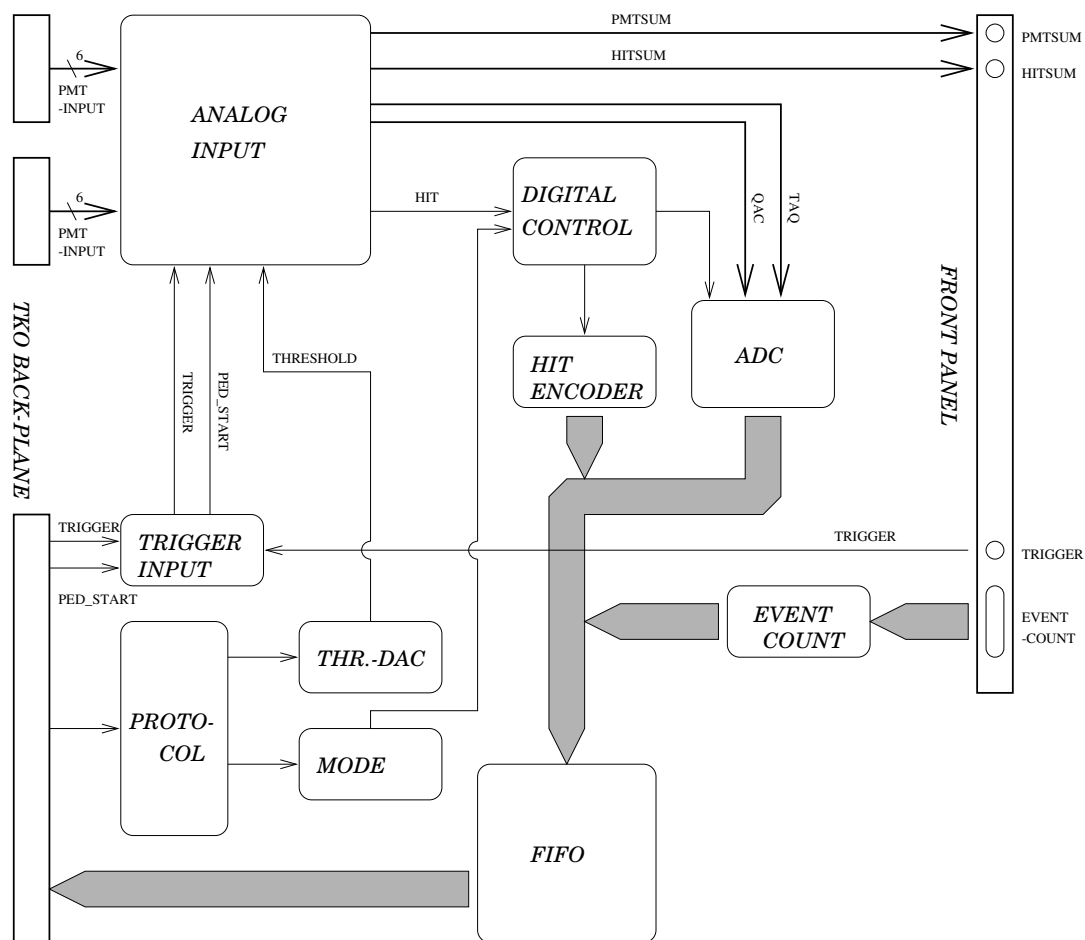 PMTSUM
PMTSUM
HITSUM
HITSUM
6
PMT
-INPUT
ANALOG
INPUT
6
PMT
-INPUT
HIT
DIGITAL
CONTROL
QAC
TAQ
TKO BACK-PLANE
FRONT PANEL
TRIGGER
PED_START
THRESHOLD
HIT
ENCODER
ADC
TRIGGER
PED_START
TRIGGER
INPUT
TRIGGER
TRIGGER
EVENT
COUNT
EVENT
-COUNT
PROTO-
COL
THR.-DAC
MODE
FIFO